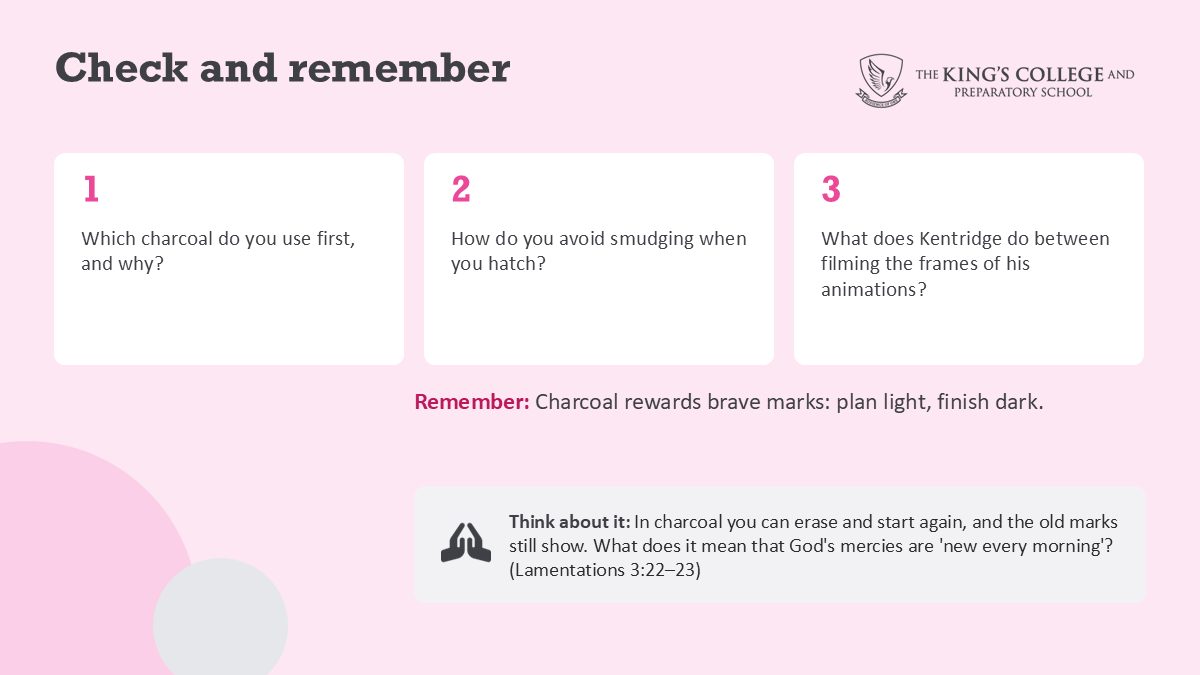 Check and remember
THE KING'S COLLEGE AND
PREPARATORY SCHOOL
1
Which charcoal do you use first,
and why?
2
How do you avoid smudging when
you hatch?
3
What does Kentridge do between
filming the frames of his
animations?
Remember: Charcoal rewards brave marks: plan light, finish dark.
Think about it: In charcoal you can erase and start again, and the old marks
still show. What does it mean that God's mercies are 'new every morning'?
(Lamentations 3:22–23)